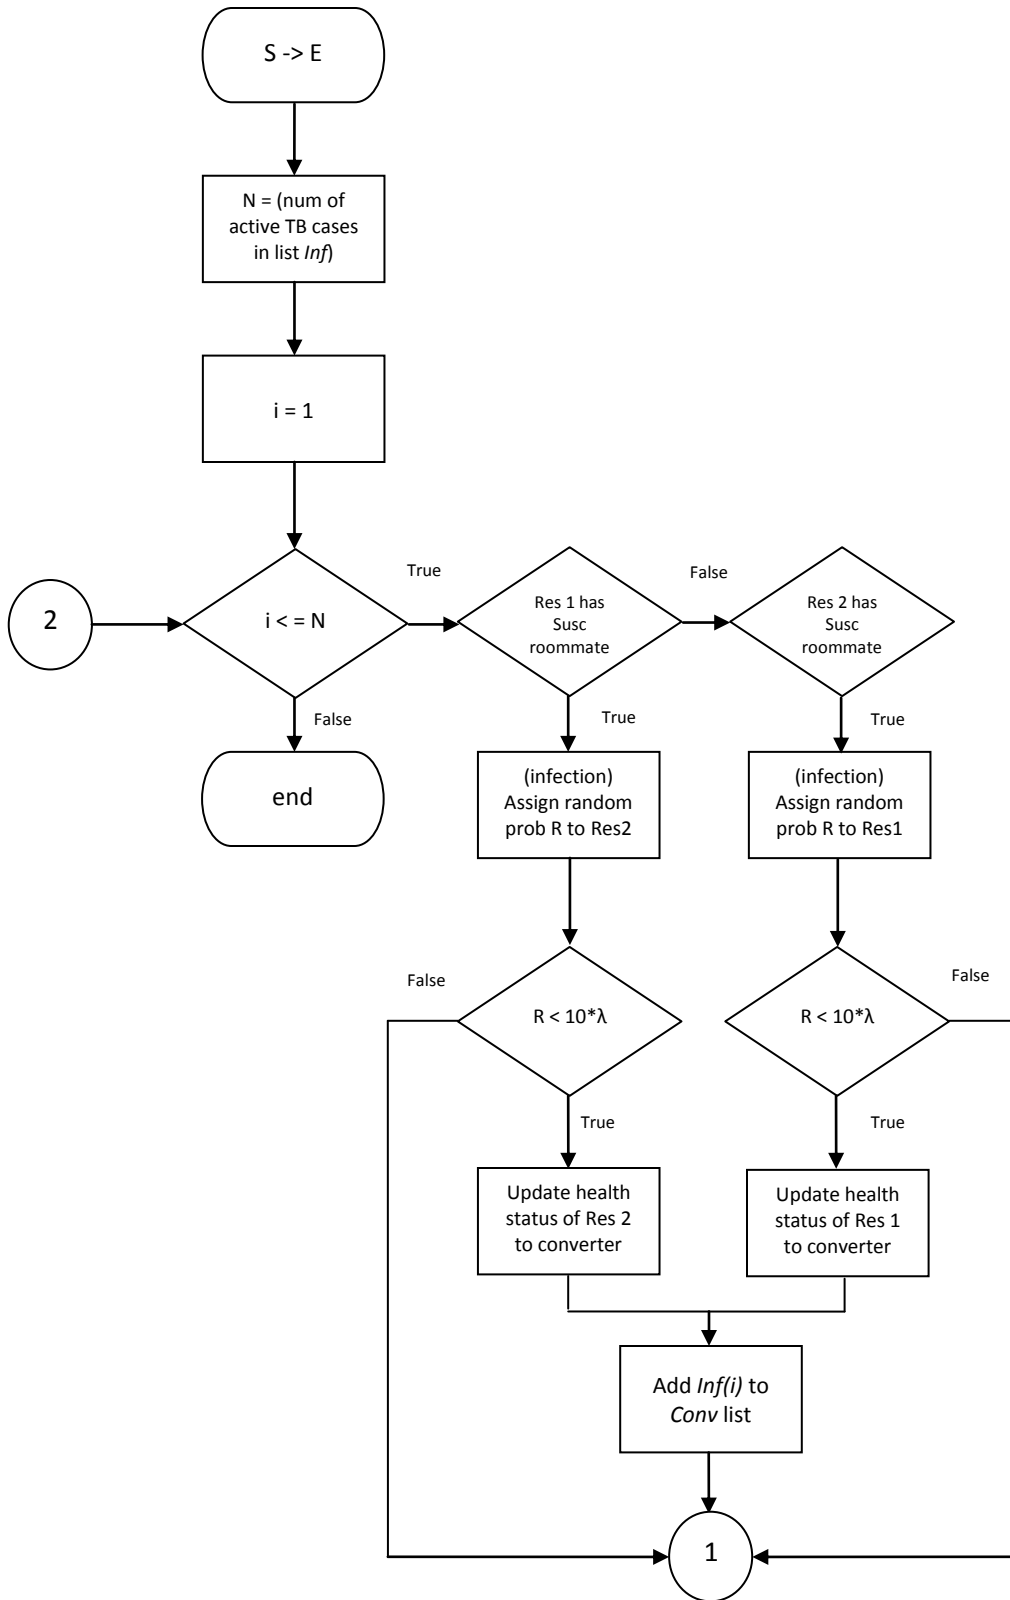 S -> E
N = (num of
active TB cases
in list Inf)
i = 1
2
i < = N
True
Res 1 has
Susc
roommate
False
Res 2 has
Susc
roommate
False
True
True
end
(infection)
Assign random
prob R to Res2
(infection)
Assign random
prob R to Res1
False
R < 10*λ
R < 10*λ
False
True
True
Update health
status of Res 2
to converter
Update health
status of Res 1
to converter
Add Inf(i) to
Conv list
1